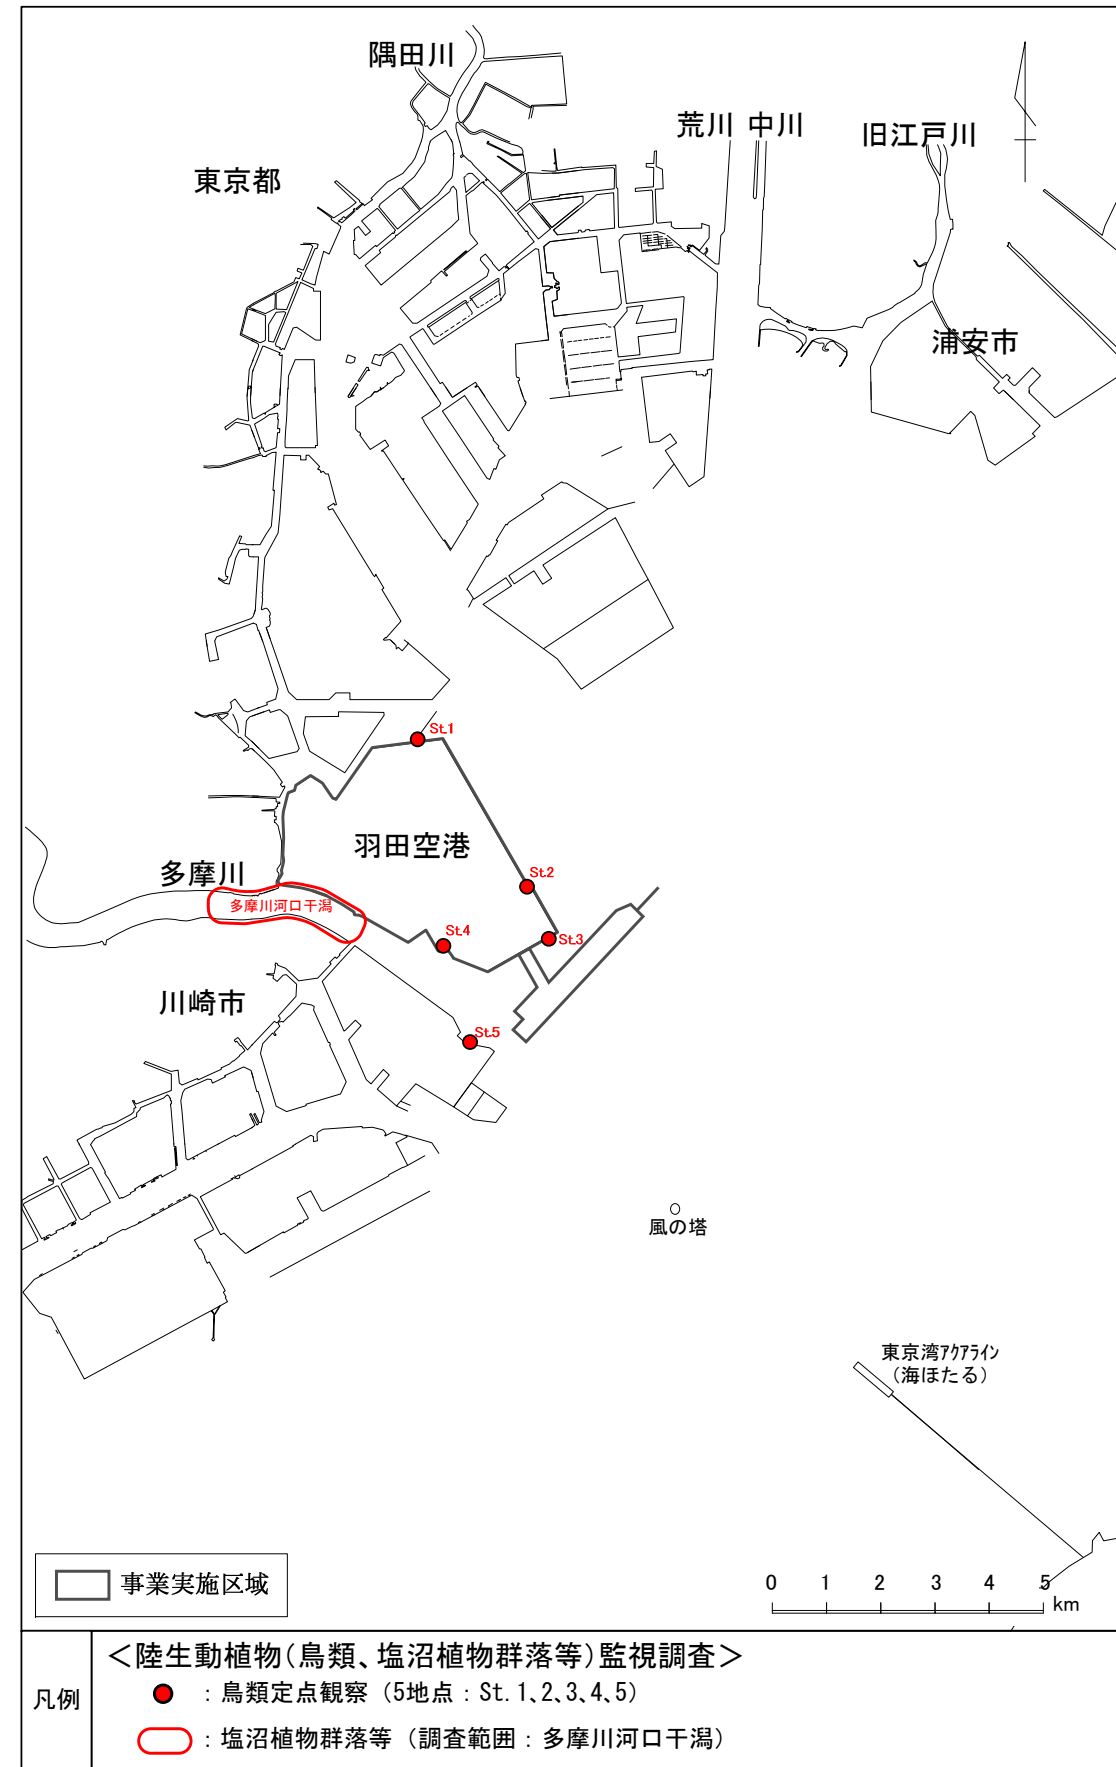 隅田川
荒川 中川
旧江戸川
東京都
浦安市
St.1
羽田空港
多摩川
St.2
多摩川河口干潟
St.3
St.4
川崎市
St.5
風の塔
東京湾アクアライン
（海ほたる）
事業実施区域
0 1 2 3 4 5
km
凡例
＜陸生動植物（鳥類、塩沼植物群落等）監視調査＞
：鳥類定点観察（5地点：St.1、2、3、4、5）
：塩沼植物群落等（調査範囲：多摩川河口干潟）